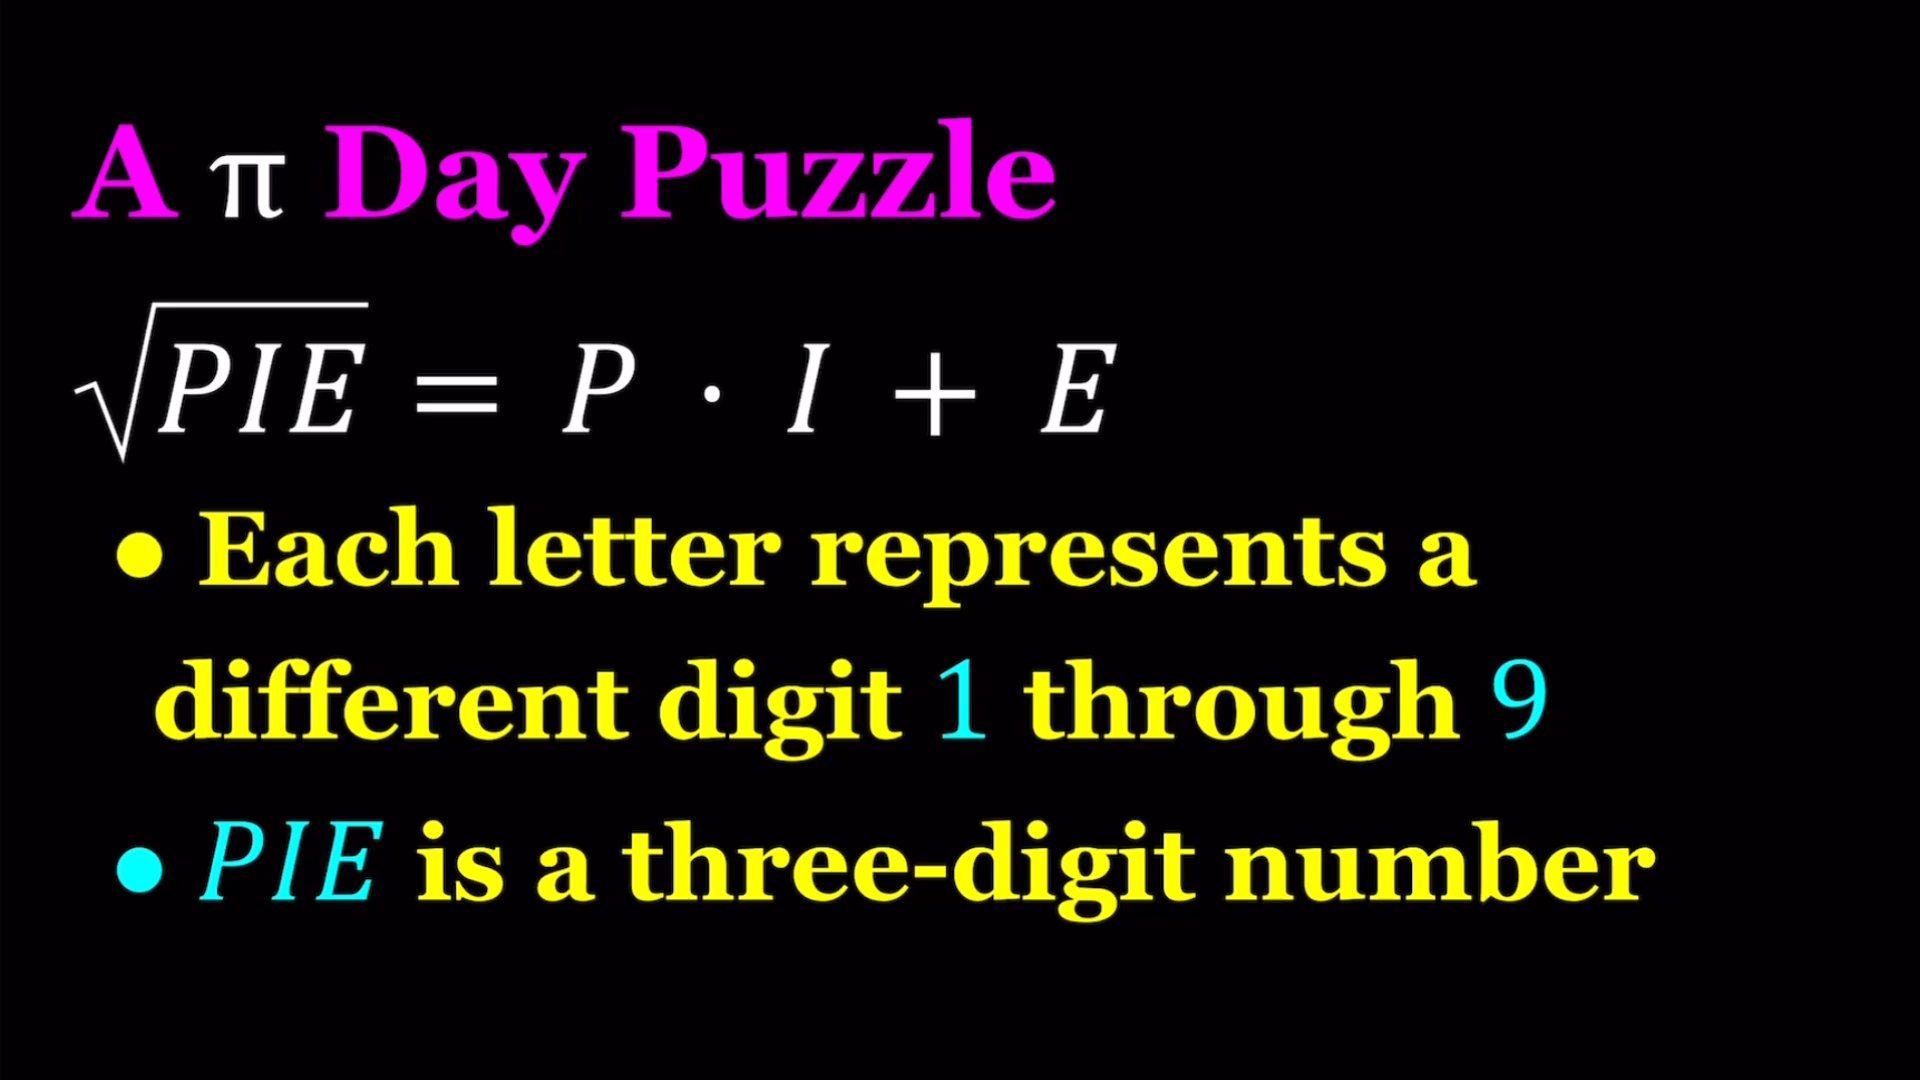 A π Day Puzzle
√PIE = P · I + E
• Each letter represents a
different digit 1 through 9
• PIE is a three-digit number